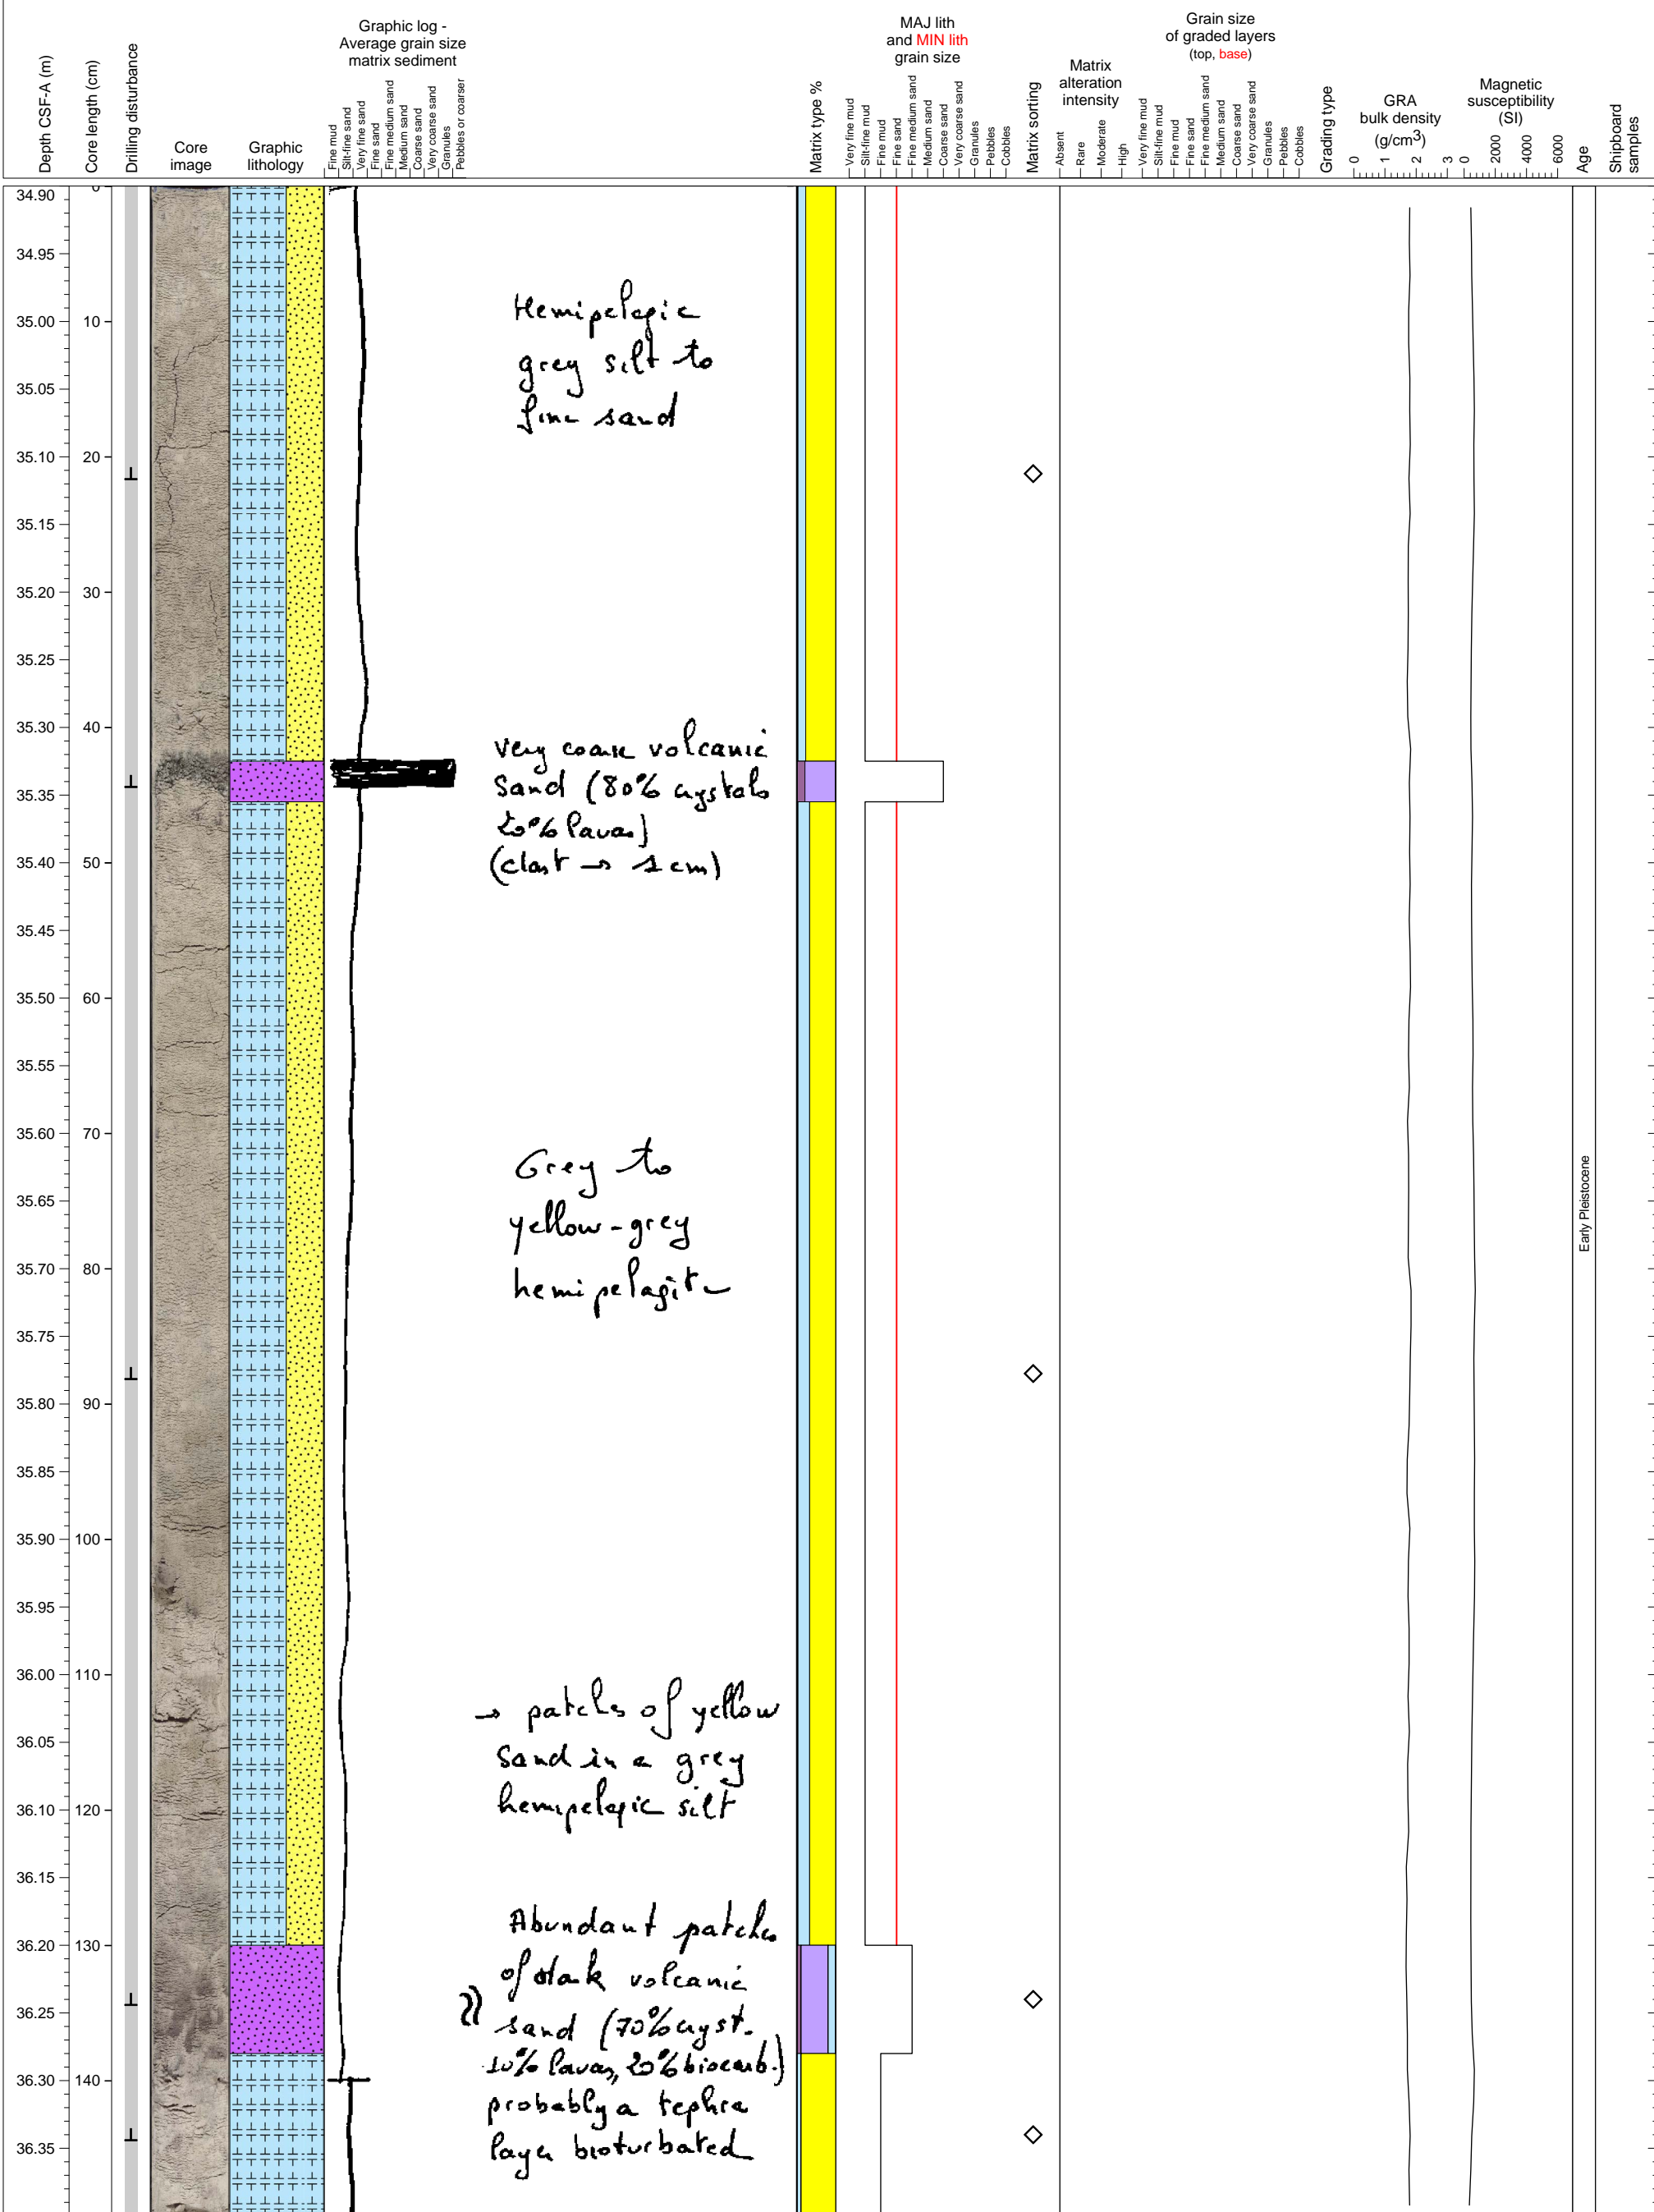 Depth CSF-A (m)
Core length (cm)
Drilling disturbance
Core
image
Graphic
lithology
Graphic log -
Average grain size
matrix sediment
Fine mud
Silt-fine sand
Very fine sand
Fine sand
Fine medium sand
Medium sand
Coarse sand
Very coarse sand
Granules
Pebbles or coarser
Matrix type %
MAJ lith
and MIN lith
grain size
Very fine mud
Silt-fine mud
Fine mud
Fine sand
Fine medium sand
Medium sand
Coarse sand
Very coarse sand
Granules
Pebbles
Cobbles
Matrix sorting
Matrix
alteration
intensity
Absent
Rare
Moderate
High
Grain size
of graded layers
(top, base)
Very fine mud
Silt-fine mud
Fine mud
Fine sand
Fine medium sand
Medium sand
Coarse sand
Very coarse sand
Granules
Pebbles
Cobbles
Grading type
GRA
bulk density
(g/cm3)
0 1 2 3
Magnetic
susceptibility
(SI)
0 2000 4000 6000
Age
Shipboard
samples
34.90 0
34.95
35.00 10
35.05
35.10 20
35.15
35.20 30
35.25
35.30 40
35.35
35.40 50
35.45
35.50 60
35.55
35.60 70
35.65
35.70 80
35.75
35.80 90
35.85
35.90 100
35.95
36.00 110
36.05
36.10 120
36.15
36.20 130
36.25
36.30 140
36.35
Hemipelagic
grey silt to
fine sand
very coarse volcanic
sand (80% crystals
20% lavas)
(clast → 1 cm)
Grey to
yellow-grey
hemipelagite
→ patches of yellow
sand in a grey
hemipelagic silt
Abundant patches
of dark volcanic
sand (70% cryst.
10% lavas, 20% biocarb.)
probably a tephra
layer bioturbated
Early Pleistocene